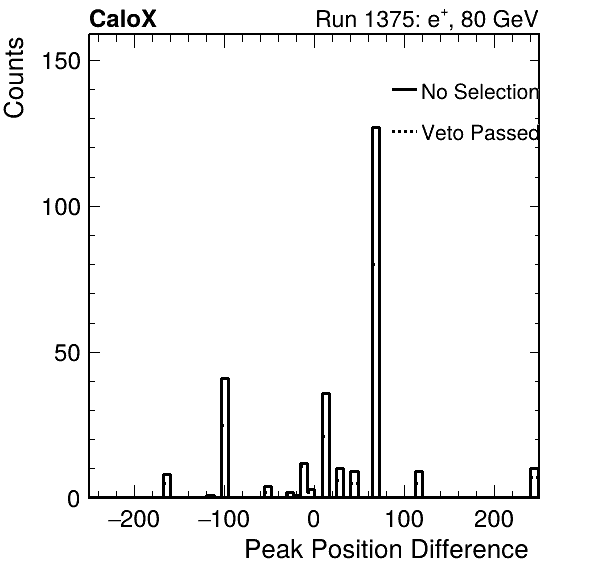 CaloX Run 1375: e⁺, 80 GeV
Counts
150
100
50
0
No Selection
Veto Passed
−200 −100 0 100 200
Peak Position Difference